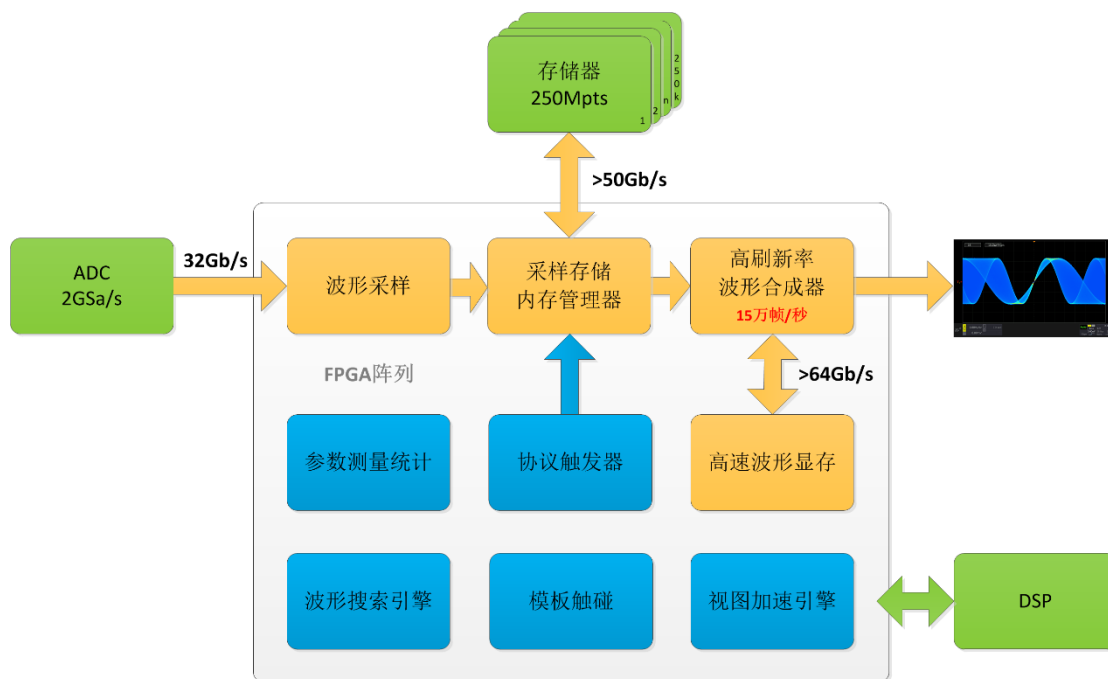 存储器
250Mpts
1
2
n
250k
>50Gb/s
ADC
2GSa/s
32Gb/s
波形采样
采样存储
内存管理器
高刷新率
波形合成器
15万帧/秒
FPGA阵列
>64Gb/s
参数测量统计
协议触发器
高速波形显存
波形搜索引擎
模板触碰
视图加速引擎
DSP